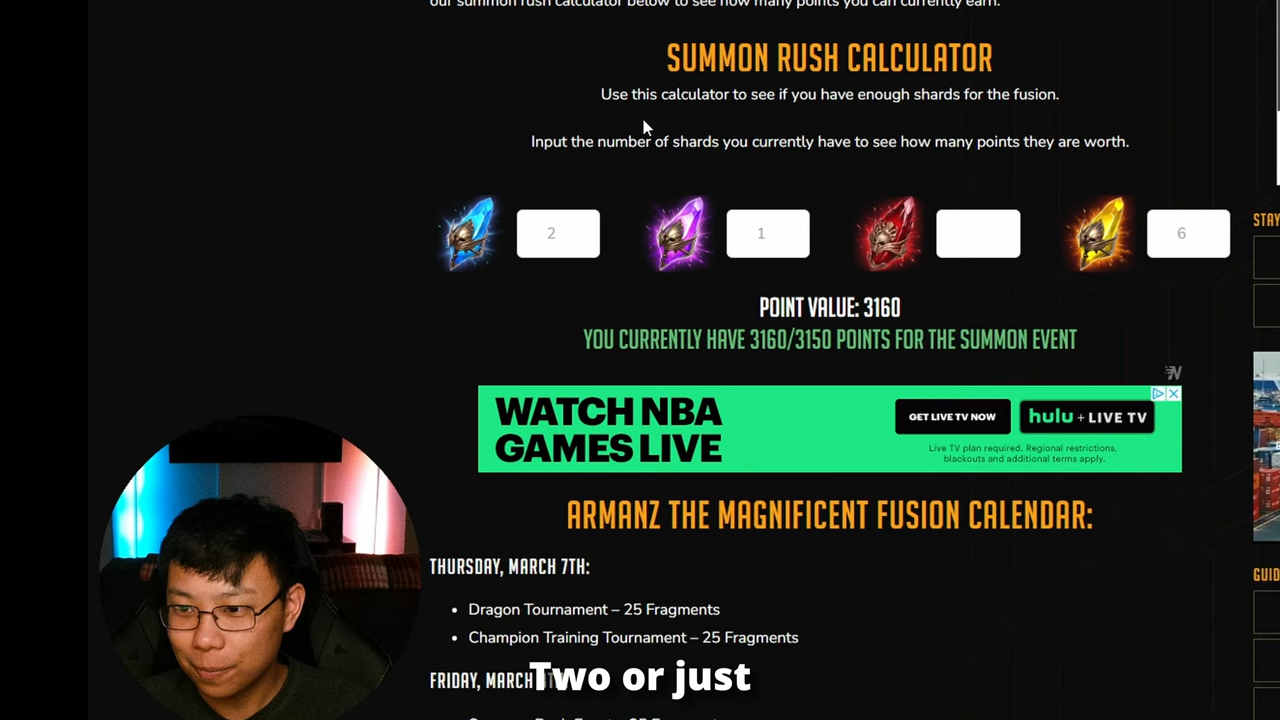 our summon rush calculator below to see how many points you can currently earn.
SUMMON RUSH CALCULATOR
Use this calculator to see if you have enough shards for the fusion.
Input the number of shards you currently have to see how many points they are worth.
2 1 6
POINT VALUE: 3160
YOU CURRENTLY HAVE 3160/3150 POINTS FOR THE SUMMON EVENT
WATCH NBA
GAMES LIVE
GET LIVE TV NOW
hulu + LIVE TV
Live TV plan required. Regional restrictions,
blackouts and additional terms apply.
STAY
ARMANZ THE MAGNIFICENT FUSION CALENDAR:
THURSDAY, MARCH 7TH:
• Dragon Tournament – 25 Fragments
• Champion Training Tournament – 25 Fragments
FRIDAY, MARCH
Two or just
GUID